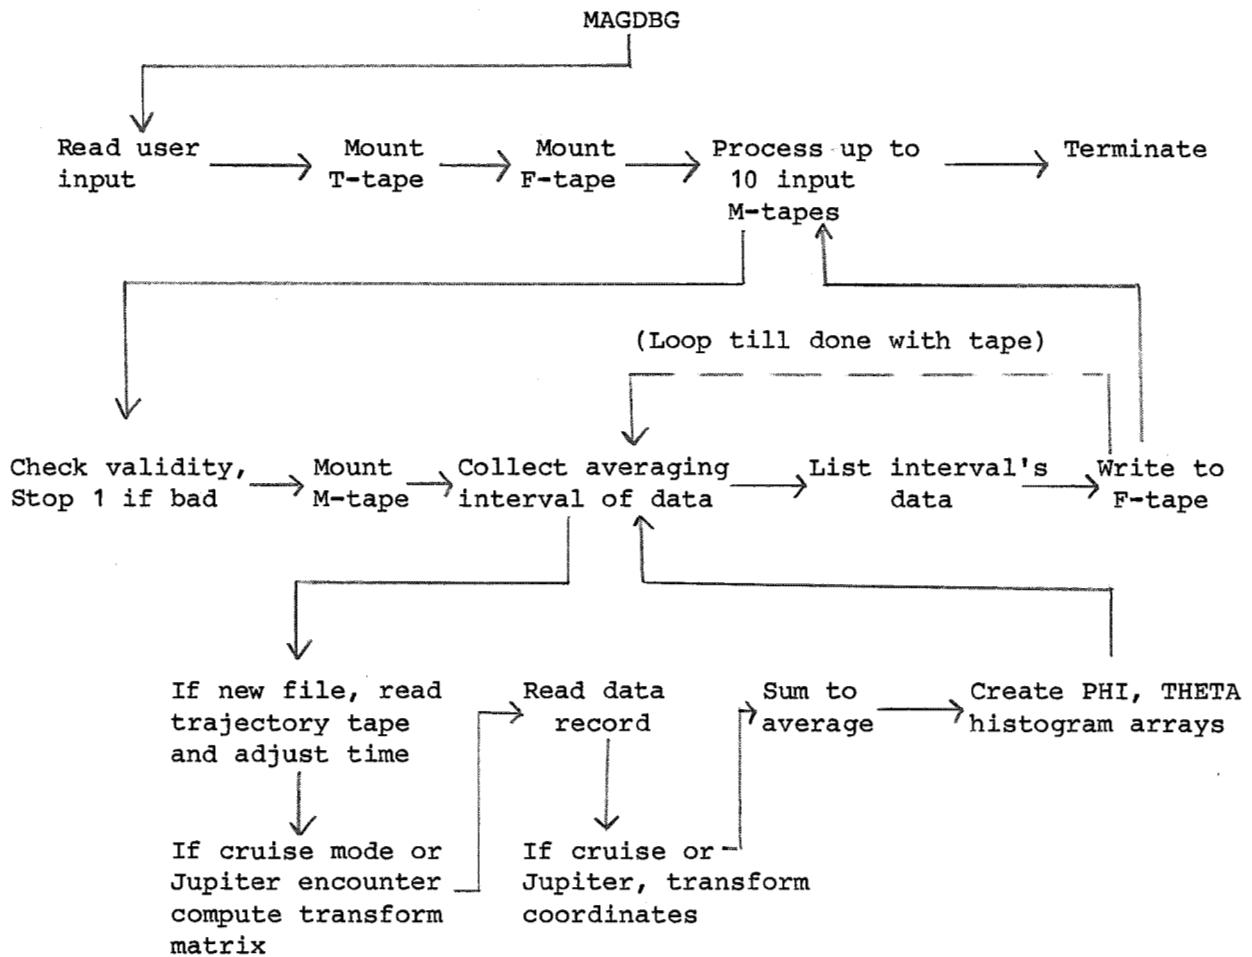 MAGDBG
Read user
input
Mount
T-tape
Mount
F-tape
Process up to
10 input
M-tapes
Terminate
(Loop till done with tape)
Check validity,
Stop 1 if bad
Mount
M-tape
Collect averaging
interval of data
List interval's
data
Write to
F-tape
If new file, read
trajectory tape
and adjust time
Read data
record
Sum to
average
Create PHI, THETA
histogram arrays
If cruise mode or
Jupiter encounter
compute transform
matrix
If cruise or
Jupiter, transform
coordinates